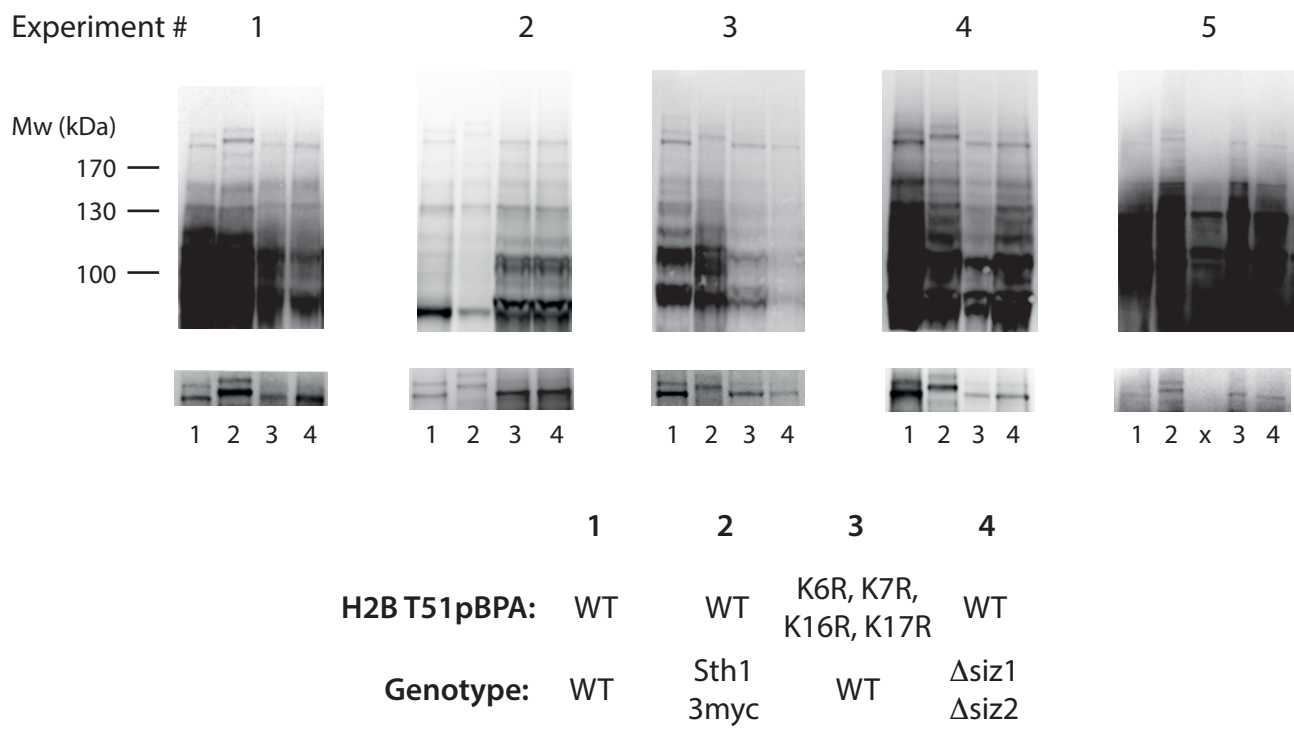 Experiment # 1 2 3 4 5
Mw (kDa)
170
130
100
1 2 3 4 1 2 3 4 1 2 3 4 1 2 3 4 1 2 x 3 4
1 2 3 4
H2B T51pBPA: WT WT K6R, K7R, K16R, K17R WT
Genotype: WT Sth1 3myc WT Δsiz1 Δsiz2